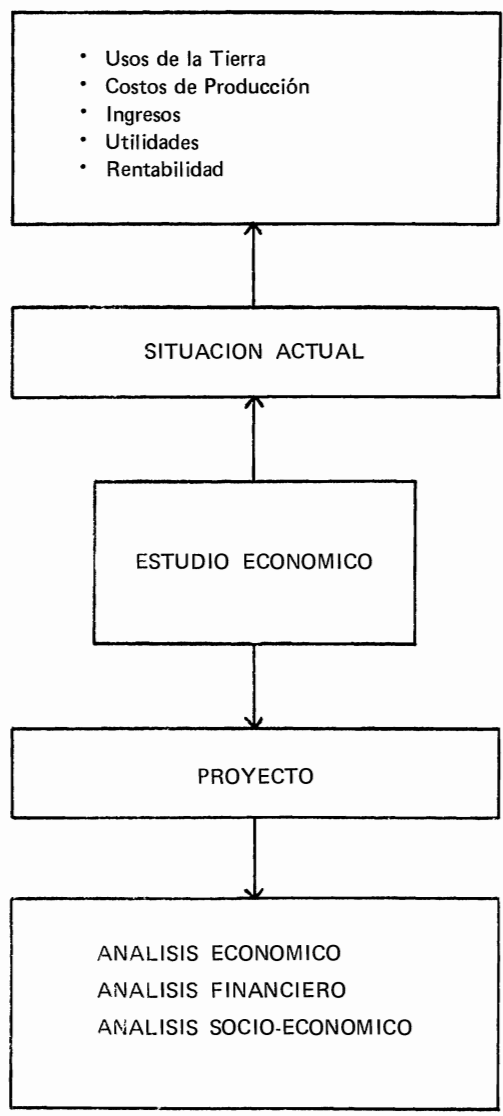 • Usos de la Tierra
• Costos de Producción
• Ingresos
• Utilidades
• Rentabilidad
SITUACION ACTUAL
ESTUDIO ECONOMICO
PROYECTO
ANALISIS ECONOMICO
ANALISIS FINANCIERO
ANALISIS SOCIO-ECONOMICO